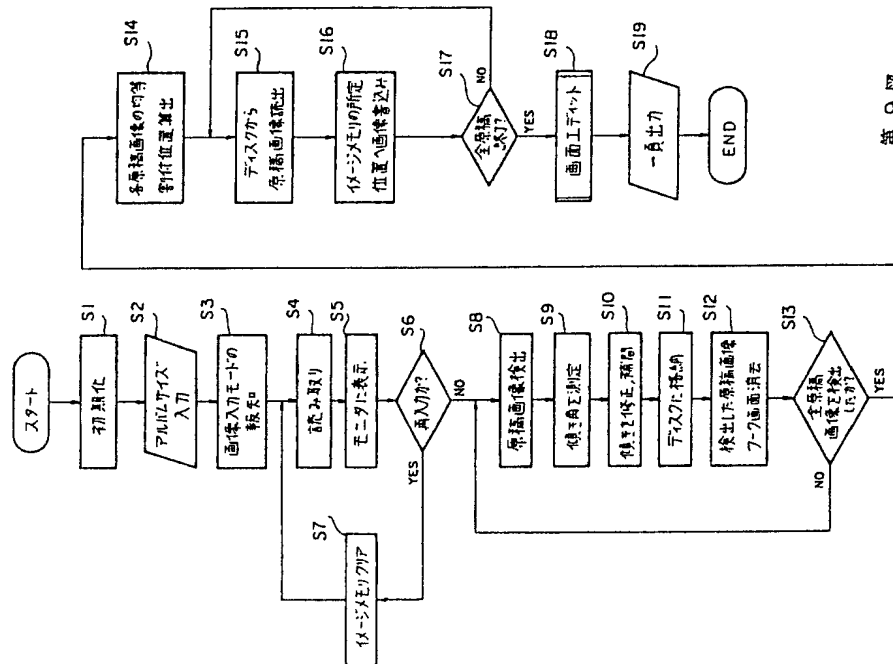 スタート
S1
初期化
S2
アルバムサイズ
入力
S3
画像入力モードの
報知
S4
読み取り
S5
モニタに表示
S6
再入力か?
YES
NO
S7
イメージメモリクリア
S8
原稿画像検出
S9
傾き角を測定
S10
傾きを修正,補間
S11
ディスクに格納
S12
検出した原稿画像
ワーク画面消去
S13
全原稿
画像を検出
したか?
NO
YES
S14
各原稿画像の均等
割付位置算出
S15
ディスクから
原稿画像読出
S16
イメージメモリの所定
位置へ画像書込み
S17
全原稿
終了?
NO
YES
S18
画面エディット
S19
一頁出力
END
第9図